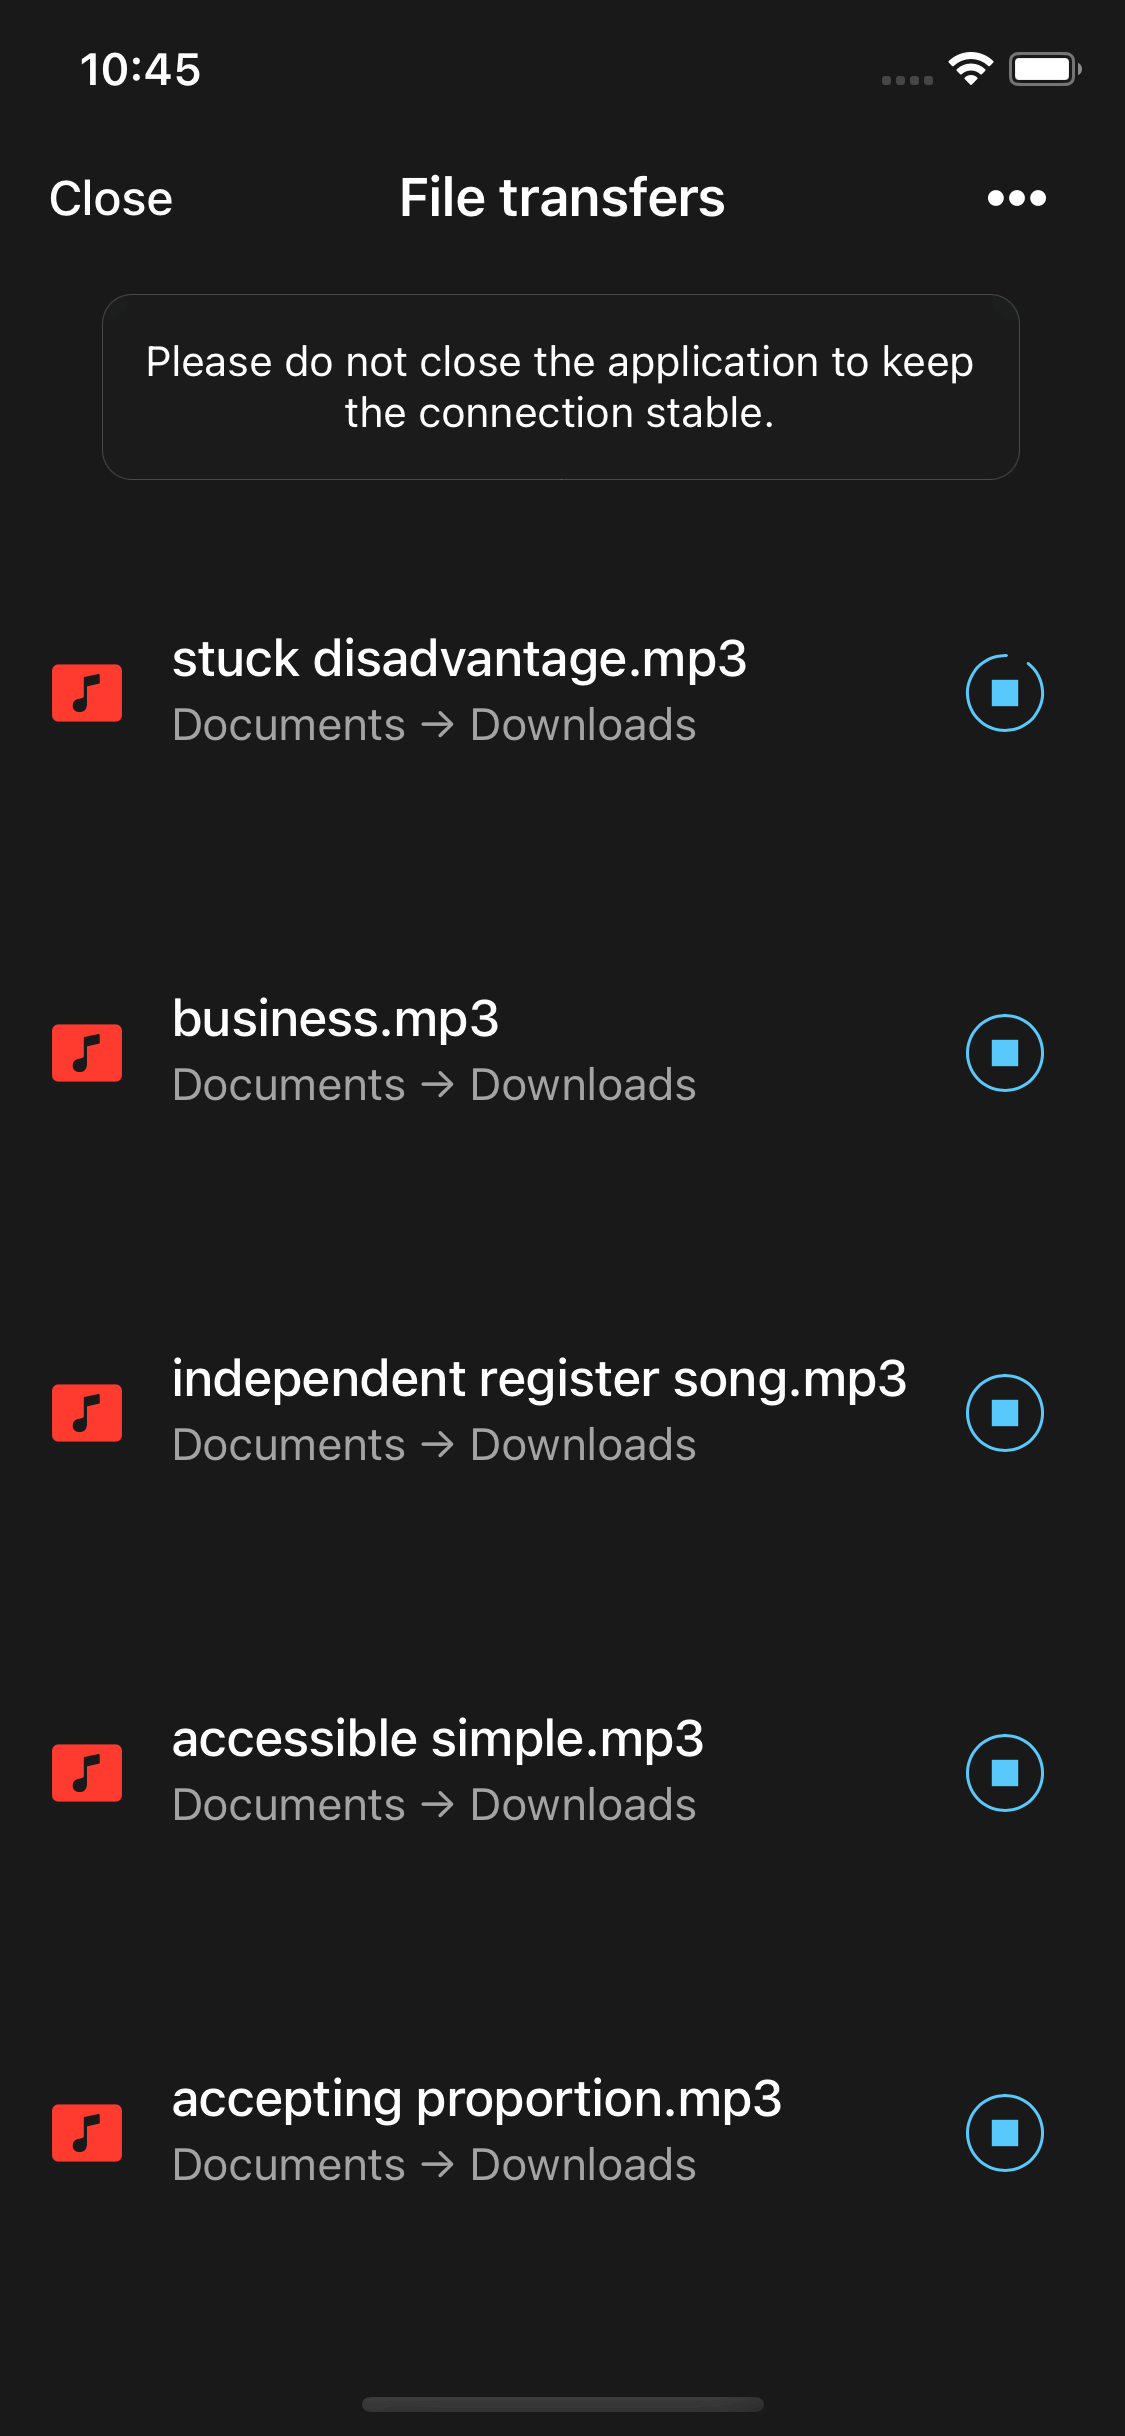 10:45
Close
File transfers
Please do not close the application to keep
the connection stable.
stuck disadvantage.mp3
Documents → Downloads
business.mp3
Documents → Downloads
independent register song.mp3
Documents → Downloads
accessible simple.mp3
Documents → Downloads
accepting proportion.mp3
Documents → Downloads